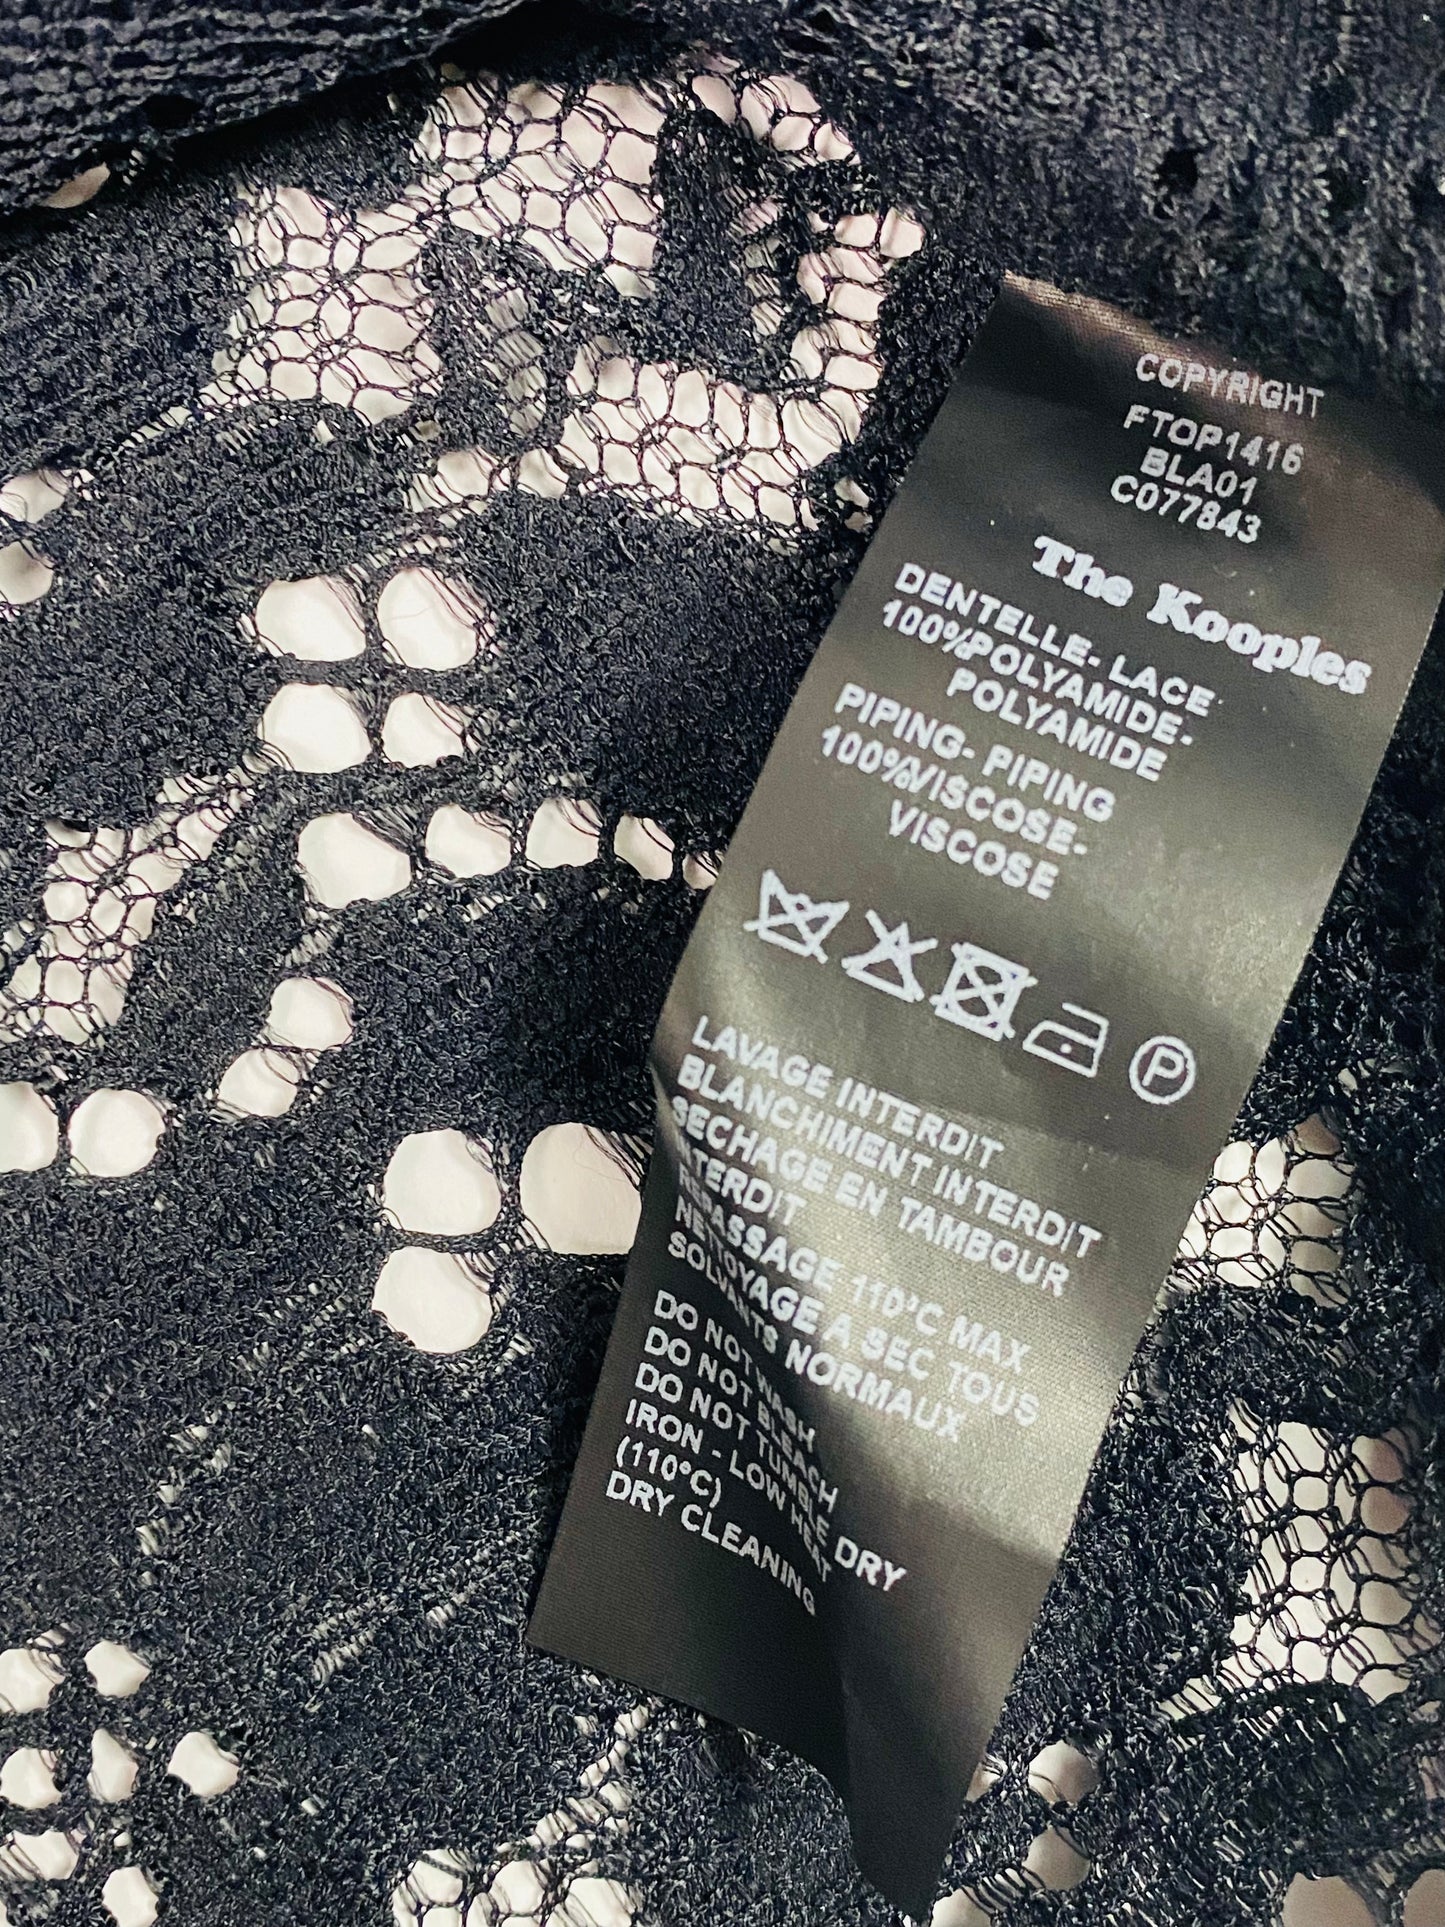 COPYRIGHT
FTOP1416
BLA01
C077843
The Kooples
DENTELLE- LACE
100%POLYAMIDE-
POLYAMIDE
PIPING- PIPING
100%VISCOSE-
VISCOSE
P
LAVAGE INTERDIT
BLANCHIMENT INTERDIT
SECHAGE EN TAMBOUR
INTERDIT
REPASSAGE 110°C MAX
NETTOYAGE A SEC TOUS
SOLVANTS NORMAUX
DO NOT WASH
DO NOT BLEACH
DO NOT TUMBLE DRY
IRON - LOW HEAT
(110°C)
DRY CLEANING